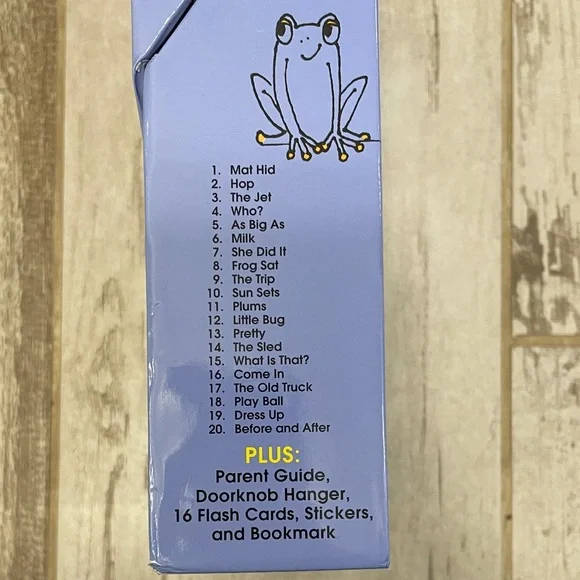 1. Mat Hid
2. Hop
3. The Jet
4. Who?
5. As Big As
6. Milk
7. She Did It
8. Frog Sat
9. The Trip
10. Sun Sets
11. Plums
12. Little Bug
13. Pretty
14. The Sled
15. What Is That?
16. Come In
17. The Old Truck
18. Play Ball
19. Dress Up
20. Before and After
PLUS:
Parent Guide,
Doorknob Hanger,
16 Flash Cards, Stickers,
and Bookmark